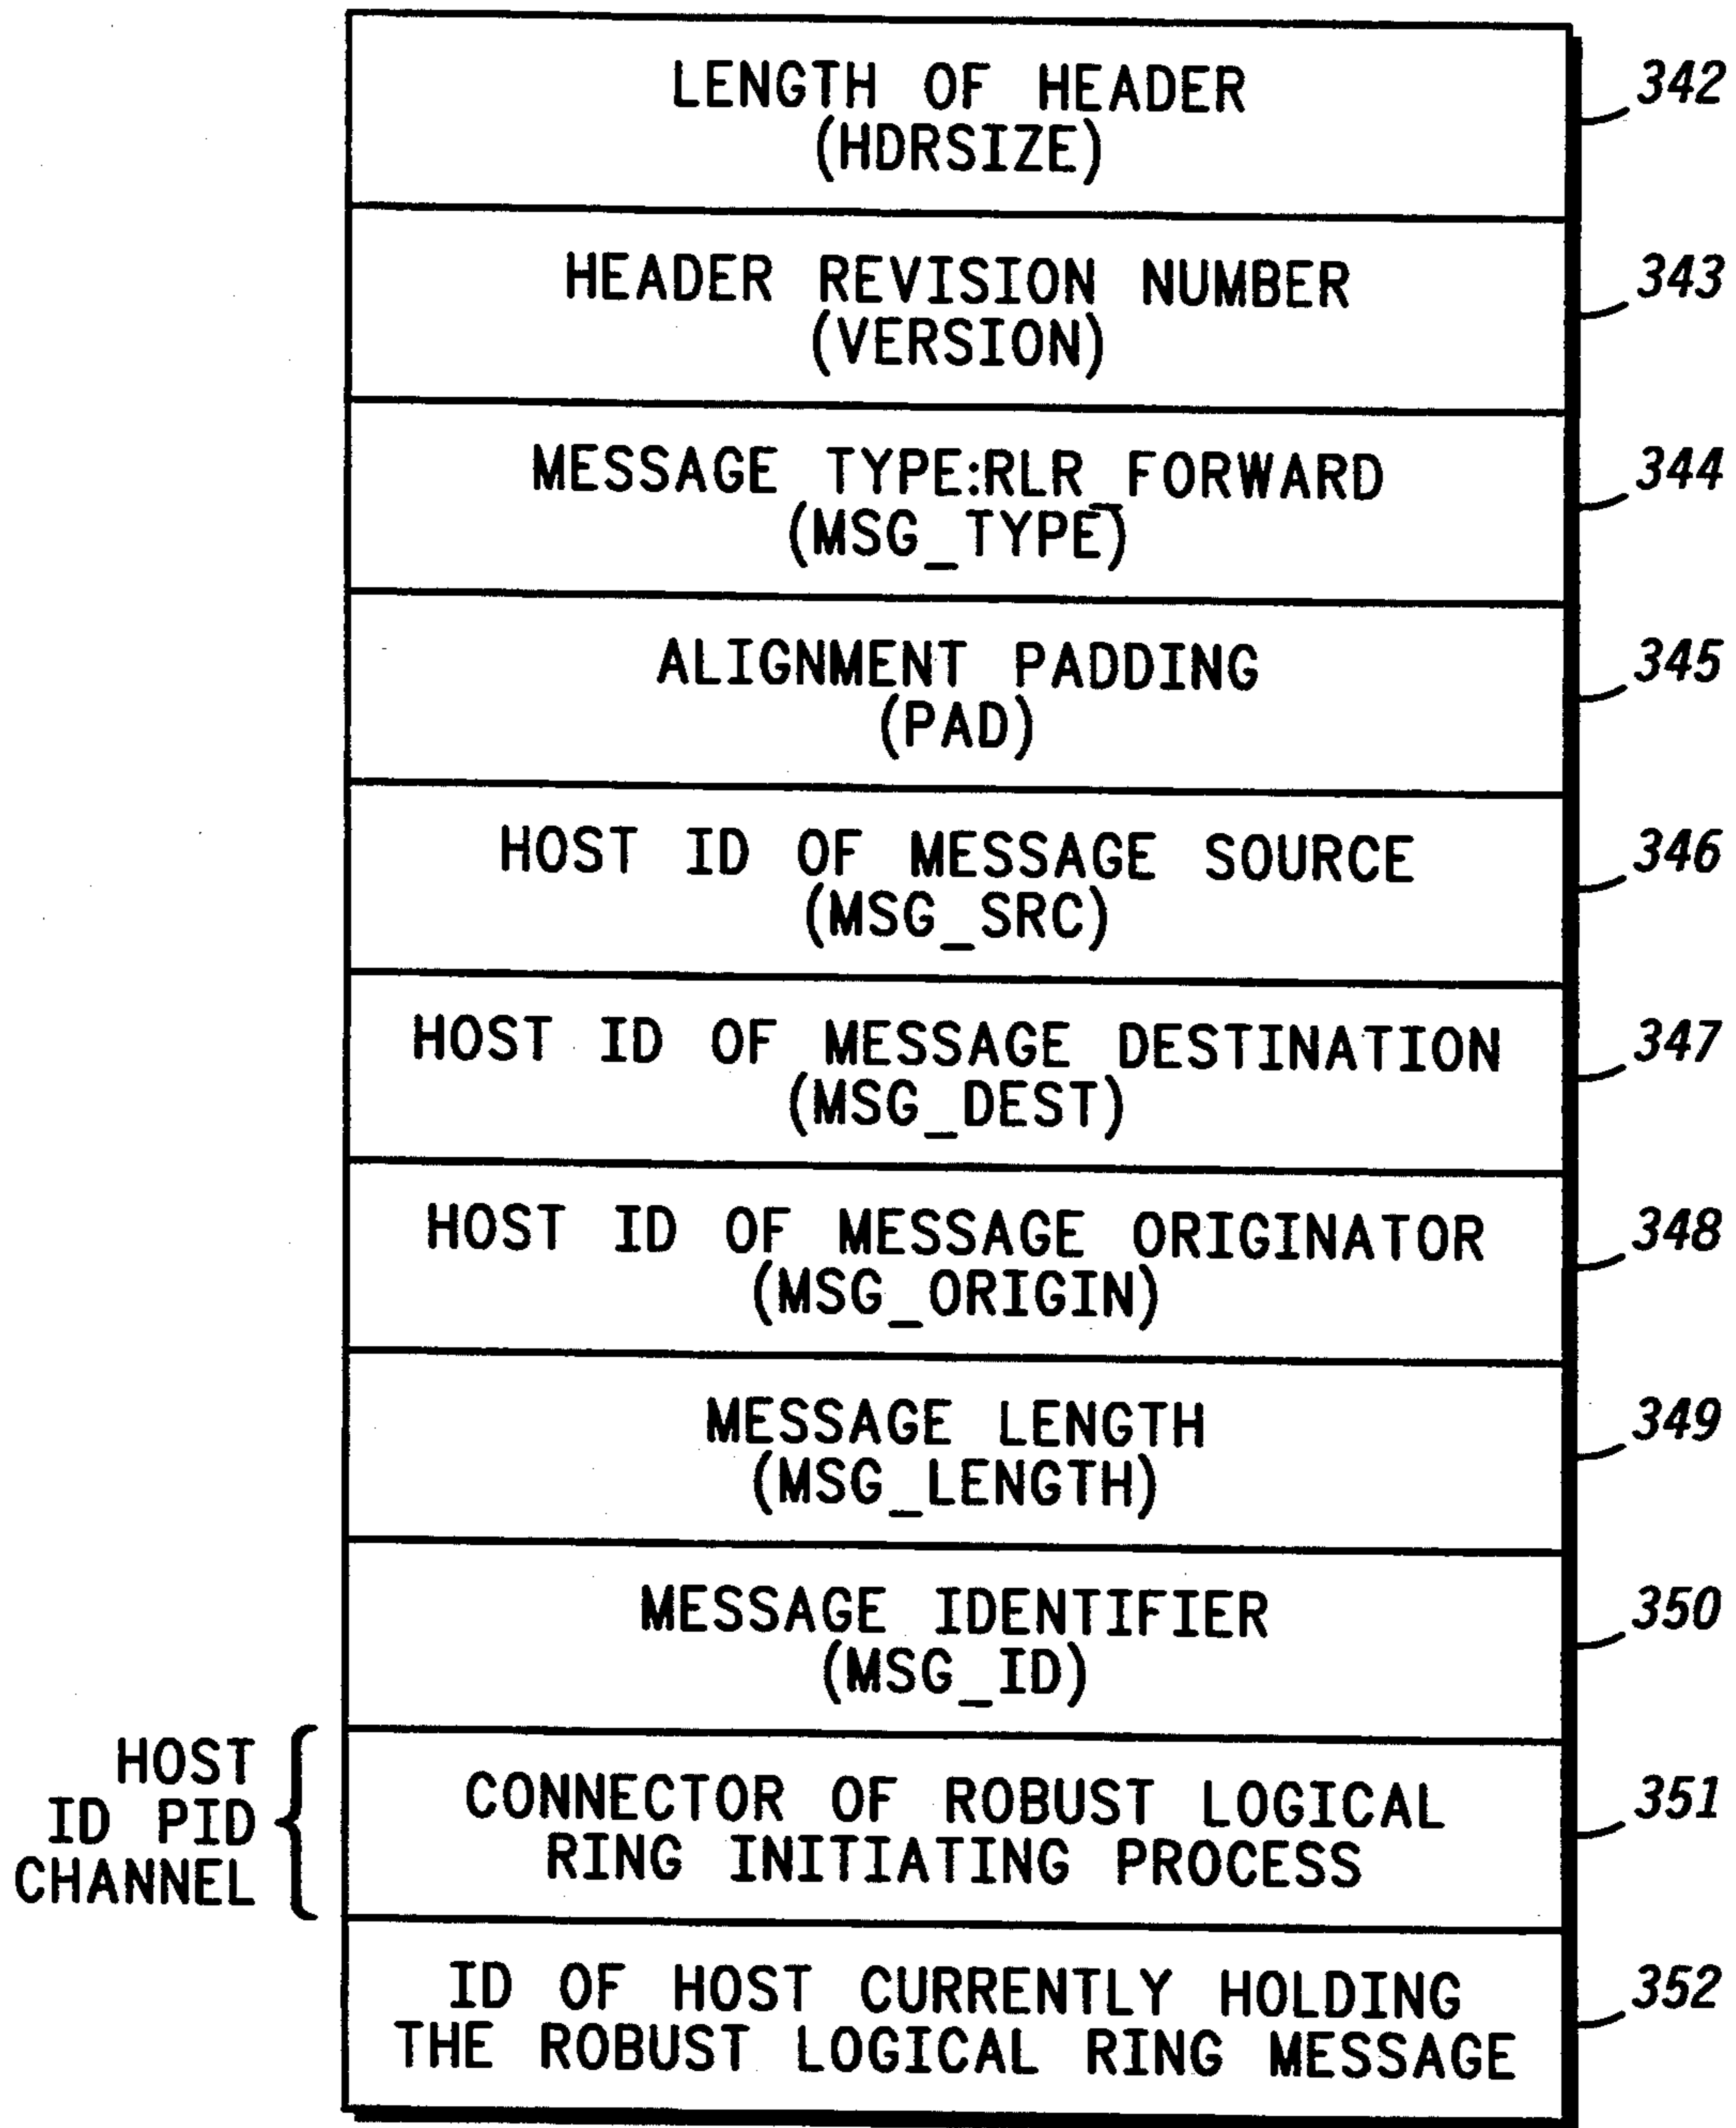 LENGTH OF HEADER
(HDRSIZE)
342
HEADER REVISION NUMBER
(VERSION)
343
MESSAGE TYPE:RLR_FORWARD
(MSG_TYPE)
344
ALIGNMENT PADDING
(PAD)
345
HOST ID OF MESSAGE SOURCE
(MSG_SRC)
346
HOST ID OF MESSAGE DESTINATION
(MSG_DEST)
347
HOST ID OF MESSAGE ORIGINATOR
(MSG_ORIGIN)
348
MESSAGE LENGTH
(MSG_LENGTH)
349
MESSAGE IDENTIFIER
(MSG_ID)
350
HOST
ID PID
CHANNEL
CONNECTOR OF ROBUST LOGICAL
RING INITIATING PROCESS
351
ID OF HOST CURRENTLY HOLDING
THE ROBUST LOGICAL RING MESSAGE
352